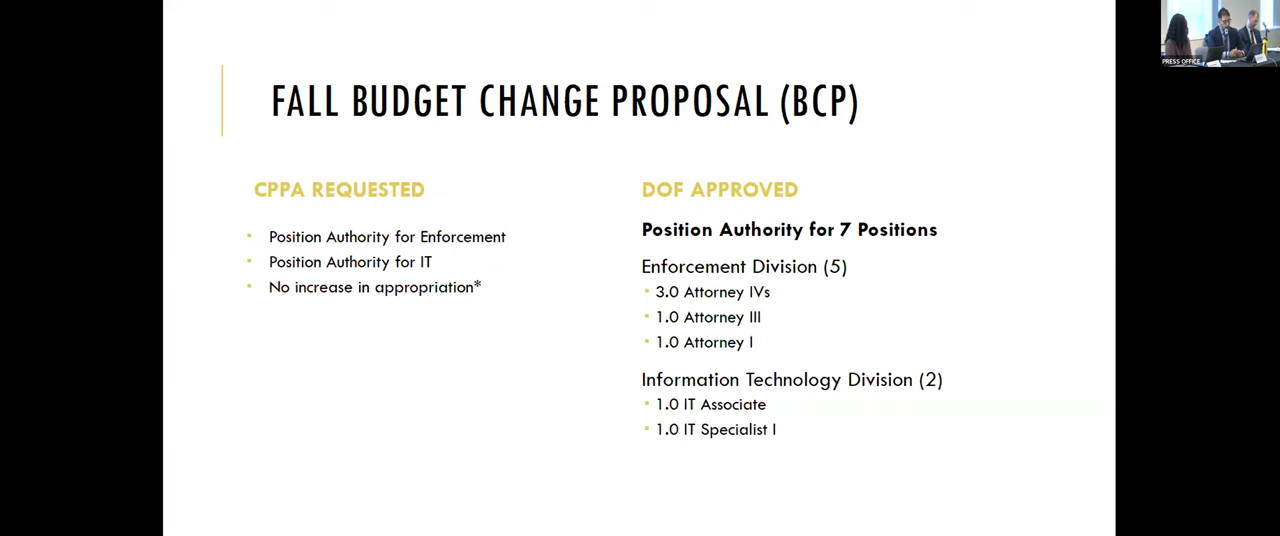 FALL BUDGET CHANGE PROPOSAL (BCP)
CPPA REQUESTED
Position Authority for Enforcement
Position Authority for IT
No increase in appropriation*
DOF APPROVED
Position Authority for 7 Positions
Enforcement Division (5)
3.0 Attorney IVs
1.0 Attorney III
1.0 Attorney I
Information Technology Division (2)
1.0 IT Associate
1.0 IT Specialist I
PRESS OFFICE